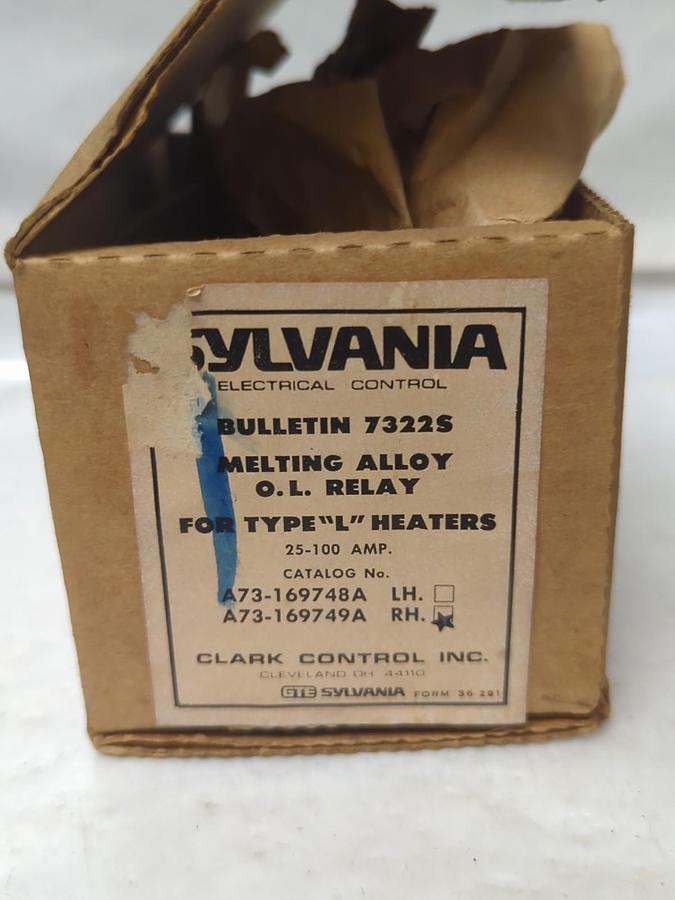 SYLVANIA
ELECTRICAL CONTROL
BULLETIN 7322S
MELTING ALLOY
O.L. RELAY
FOR TYPE "L" HEATERS
25-100 AMP.
CATALOG No.
A73-169748A LH.
A73-169749A RH.
CLARK CONTROL INC.
CLEVELAND OH 44110
GTE SYLVANIA FORM 36-291